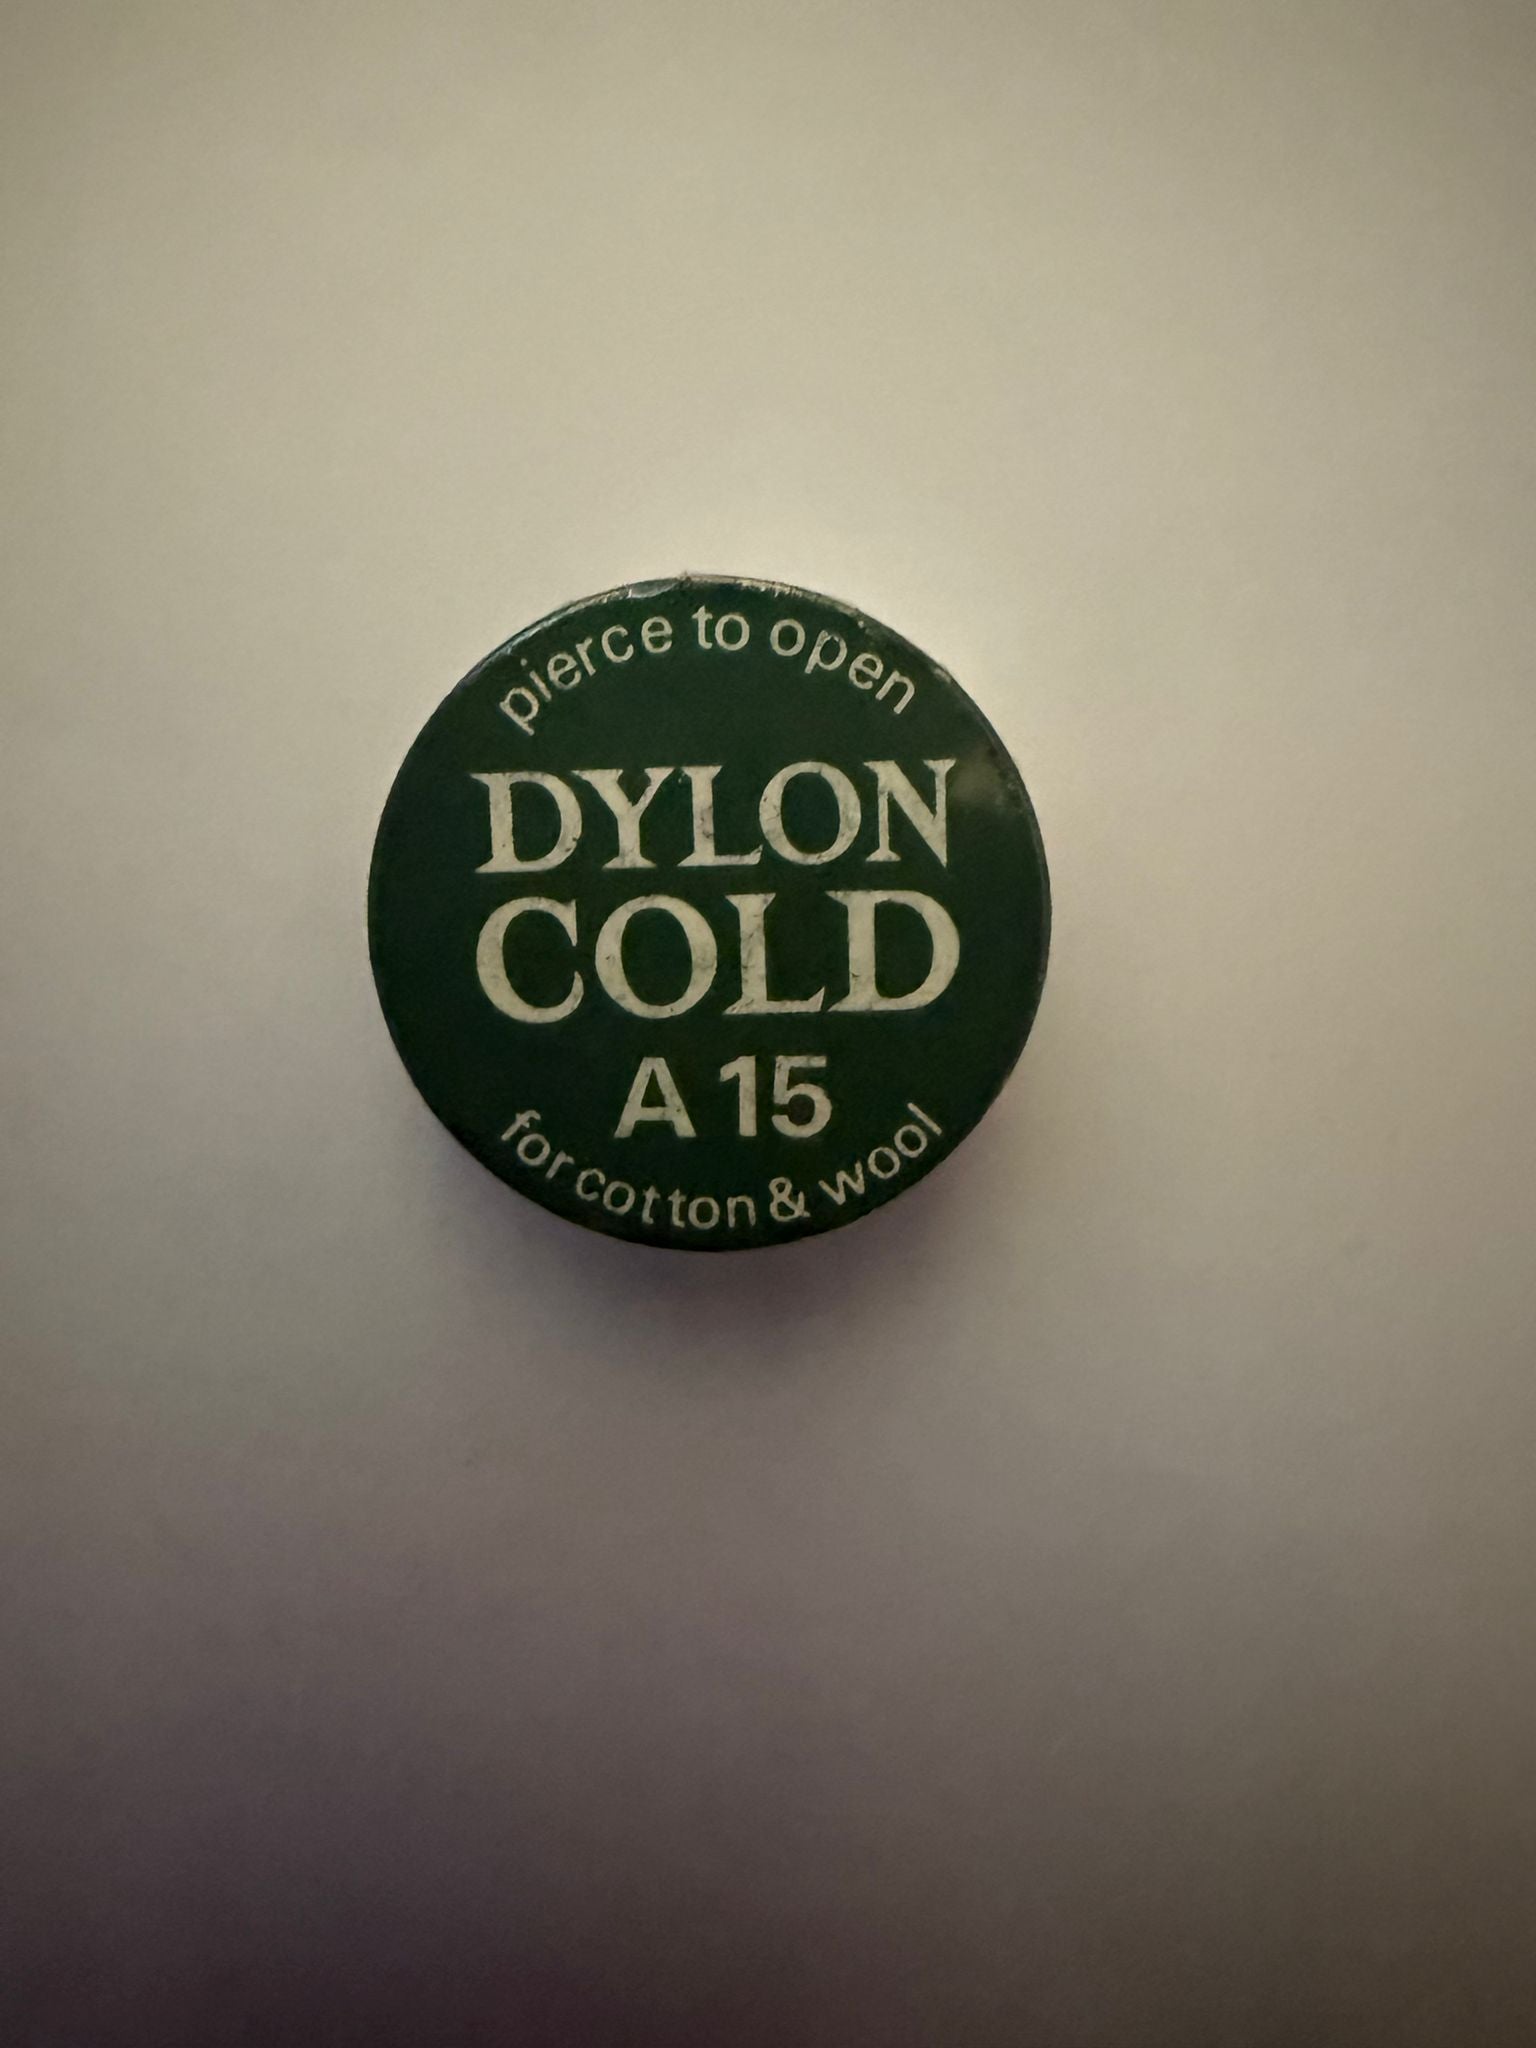 pierce to open
DYLON
COLD
A 15
for cotton & wool